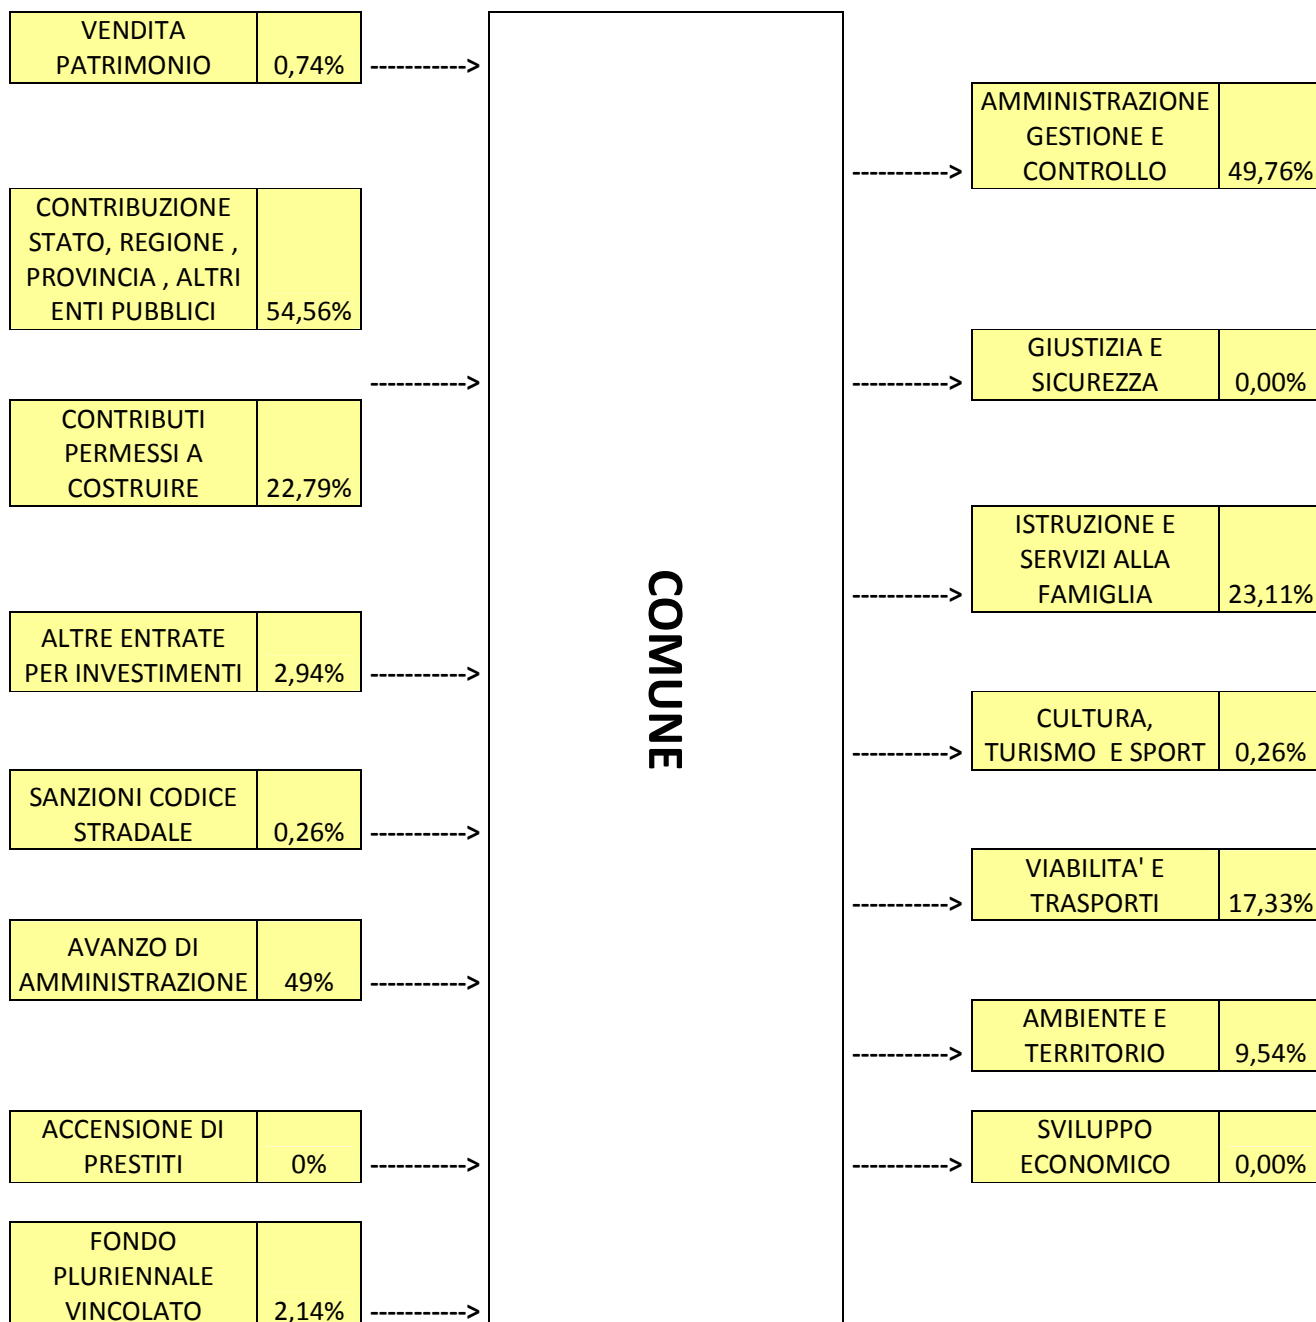 VENDITA
PATRIMONIO 0,74% ----------->
CONTRIBUZIONE
STATO, REGIONE ,
PROVINCIA , ALTRI
ENTI PUBBLICI 54,56%
----------->
CONTRIBUTI
PERMESSI A
COSTRUIRE 22,79%
ALTRE ENTRATE
PER INVESTIMENTI 2,94% ----------->
SANZIONI CODICE
STRADALE 0,26% ----------->
AVANZO DI
AMMINISTRAZIONE 49% ----------->
ACCENSIONE DI
PRESTITI 0% ----------->
FONDO
PLURIENNALE
VINCOLATO 2,14% ----------->
COMUNE
AMMINISTRAZIONE
GESTIONE E
-----------> CONTROLLO 49,76%
GIUSTIZIA E
-----------> SICUREZZA 0,00%
ISTRUZIONE E
SERVIZI ALLA
-----------> FAMIGLIA 23,11%
CULTURA,
-----------> TURISMO E SPORT 0,26%
VIABILITA' E
-----------> TRASPORTI 17,33%
AMBIENTE E
-----------> TERRITORIO 9,54%
SVILUPPO
-----------> ECONOMICO 0,00%